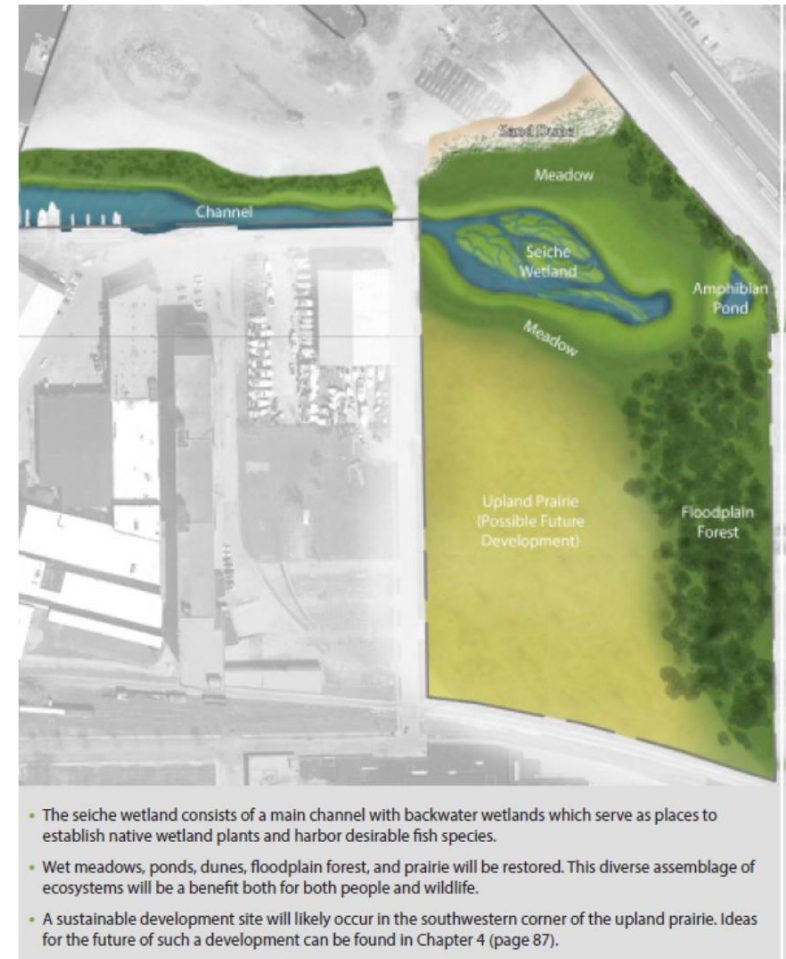 Sand Dune
Meadow
Channel
Seiche
Wetland
Amphibian
Pond
Meadow
Upland Prairie
(Possible Future
Development)
Floodplain
Forest
• The seiche wetland consists of a main channel with backwater wetlands which serve as places to
establish native wetland plants and harbor desirable fish species.
• Wet meadows, ponds, dunes, floodplain forest, and prairie will be restored. This diverse assemblage of
ecosystems will be a benefit both for both people and wildlife.
• A sustainable development site will likely occur in the southwestern corner of the upland prairie. Ideas
for the future of such a development can be found in Chapter 4 (page 87).